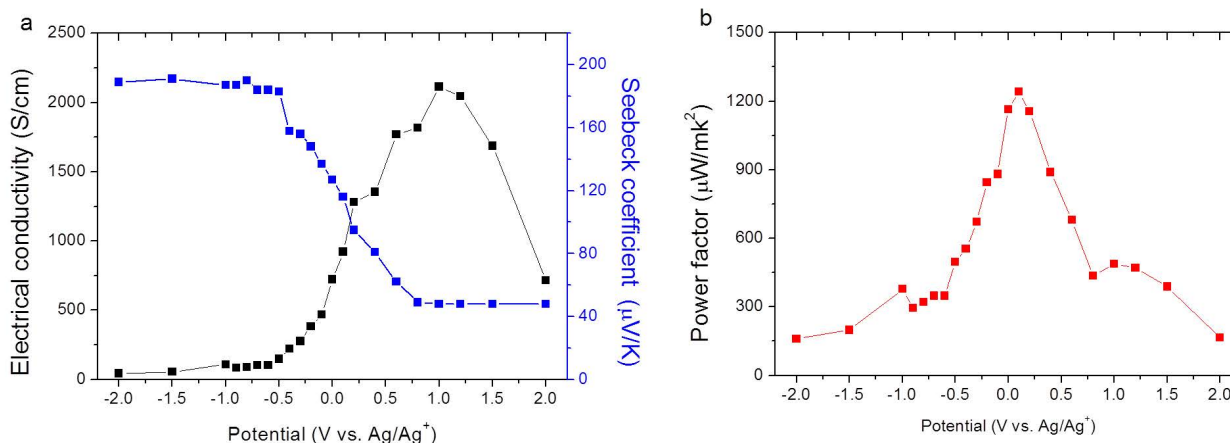 a
2500
2000
1500
1000
500
0
Electrical conductivity (S/cm)
-2.0 -1.5 -1.0 -0.5 0.0 0.5 1.0 1.5 2.0
Potential (V vs. Ag/Ag⁺)
200
160
120
80
40
0
Seebeck coefficient (μV/K)
b
1500
1200
900
600
300
0
Power factor (μW/mk²)
-2.0 -1.5 -1.0 -0.5 0.0 0.5 1.0 1.5 2.0
Potential (V vs. Ag/Ag⁺)